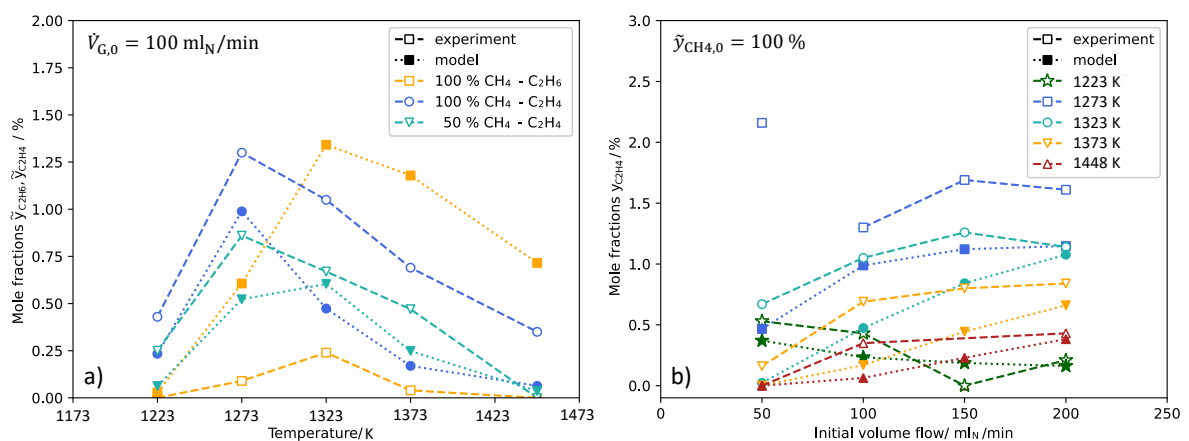 2.00
1.75
1.50
1.25
1.00
0.75
0.50
0.25
0.00
Mole fractions ỹC2H6,ỹC2H4 / %
V̇G,0 = 100 mlN/min
experiment
model
100 % CH4 - C2H6
100 % CH4 - C2H4
50 % CH4 - C2H4
a)
1173
1223
1273
1323
1373
1423
1473
Temperature/ K
3.0
2.5
2.0
1.5
1.0
0.5
0.0
Mole fractions yC2H4/ %
ỹCH4,0 = 100 %
experiment
model
1223 K
1273 K
1323 K
1373 K
1448 K
b)
0
50
100
150
200
250
Initial volume flow/ mlN /min